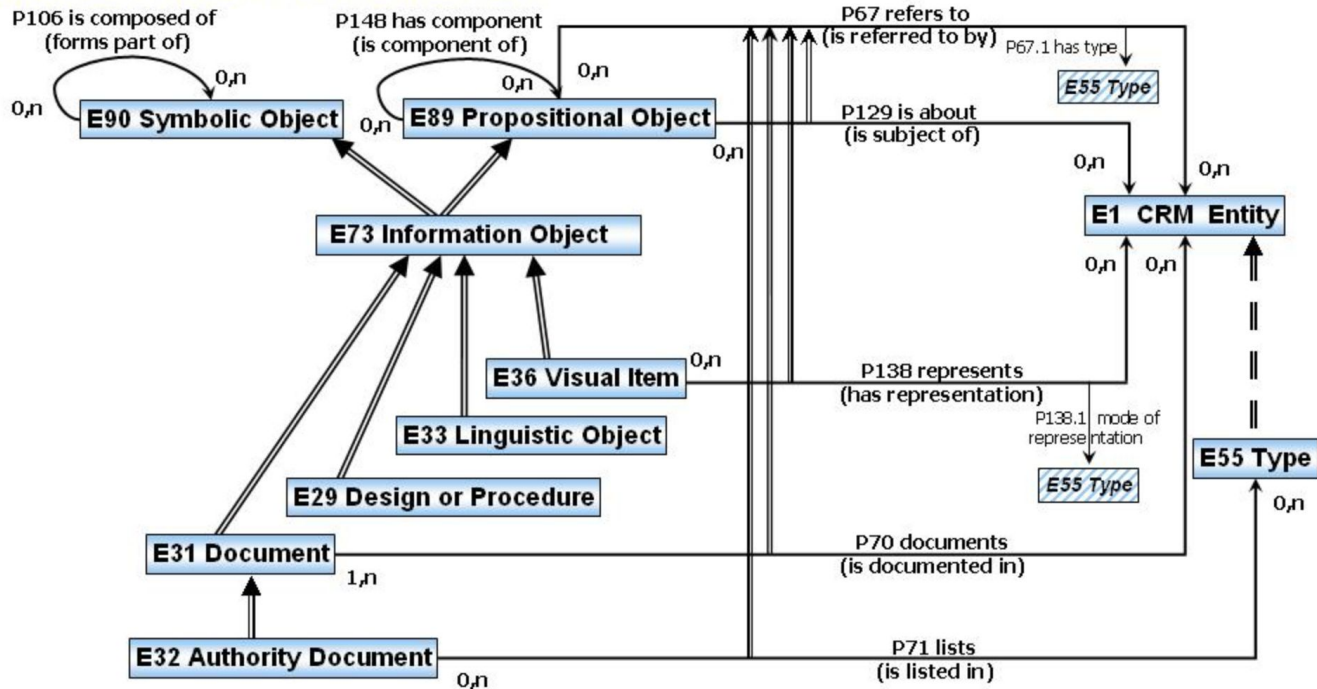 P106 is composed of
(forms part of)
P148 has component
(is component of)
P67 refers to
(is referred to by)
P67.1 has type
E55 Type
0,n
0,n
0,n
0,n
0,n
E90 Symbolic Object
E89 Propositional Object
0,n
P129 is about
(is subject of)
0,n
0,n
E1 CRM Entity
E73 Information Object
0,n
0,n
E36 Visual Item
0,n
P138 represents
(has representation)
P138.1 mode of
representation
E33 Linguistic Object
E55 Type
E55 Type
0,n
E29 Design or Procedure
E31 Document
1,n
P70 documents
(is documented in)
E32 Authority Document
0,n
P71 lists
(is listed in)